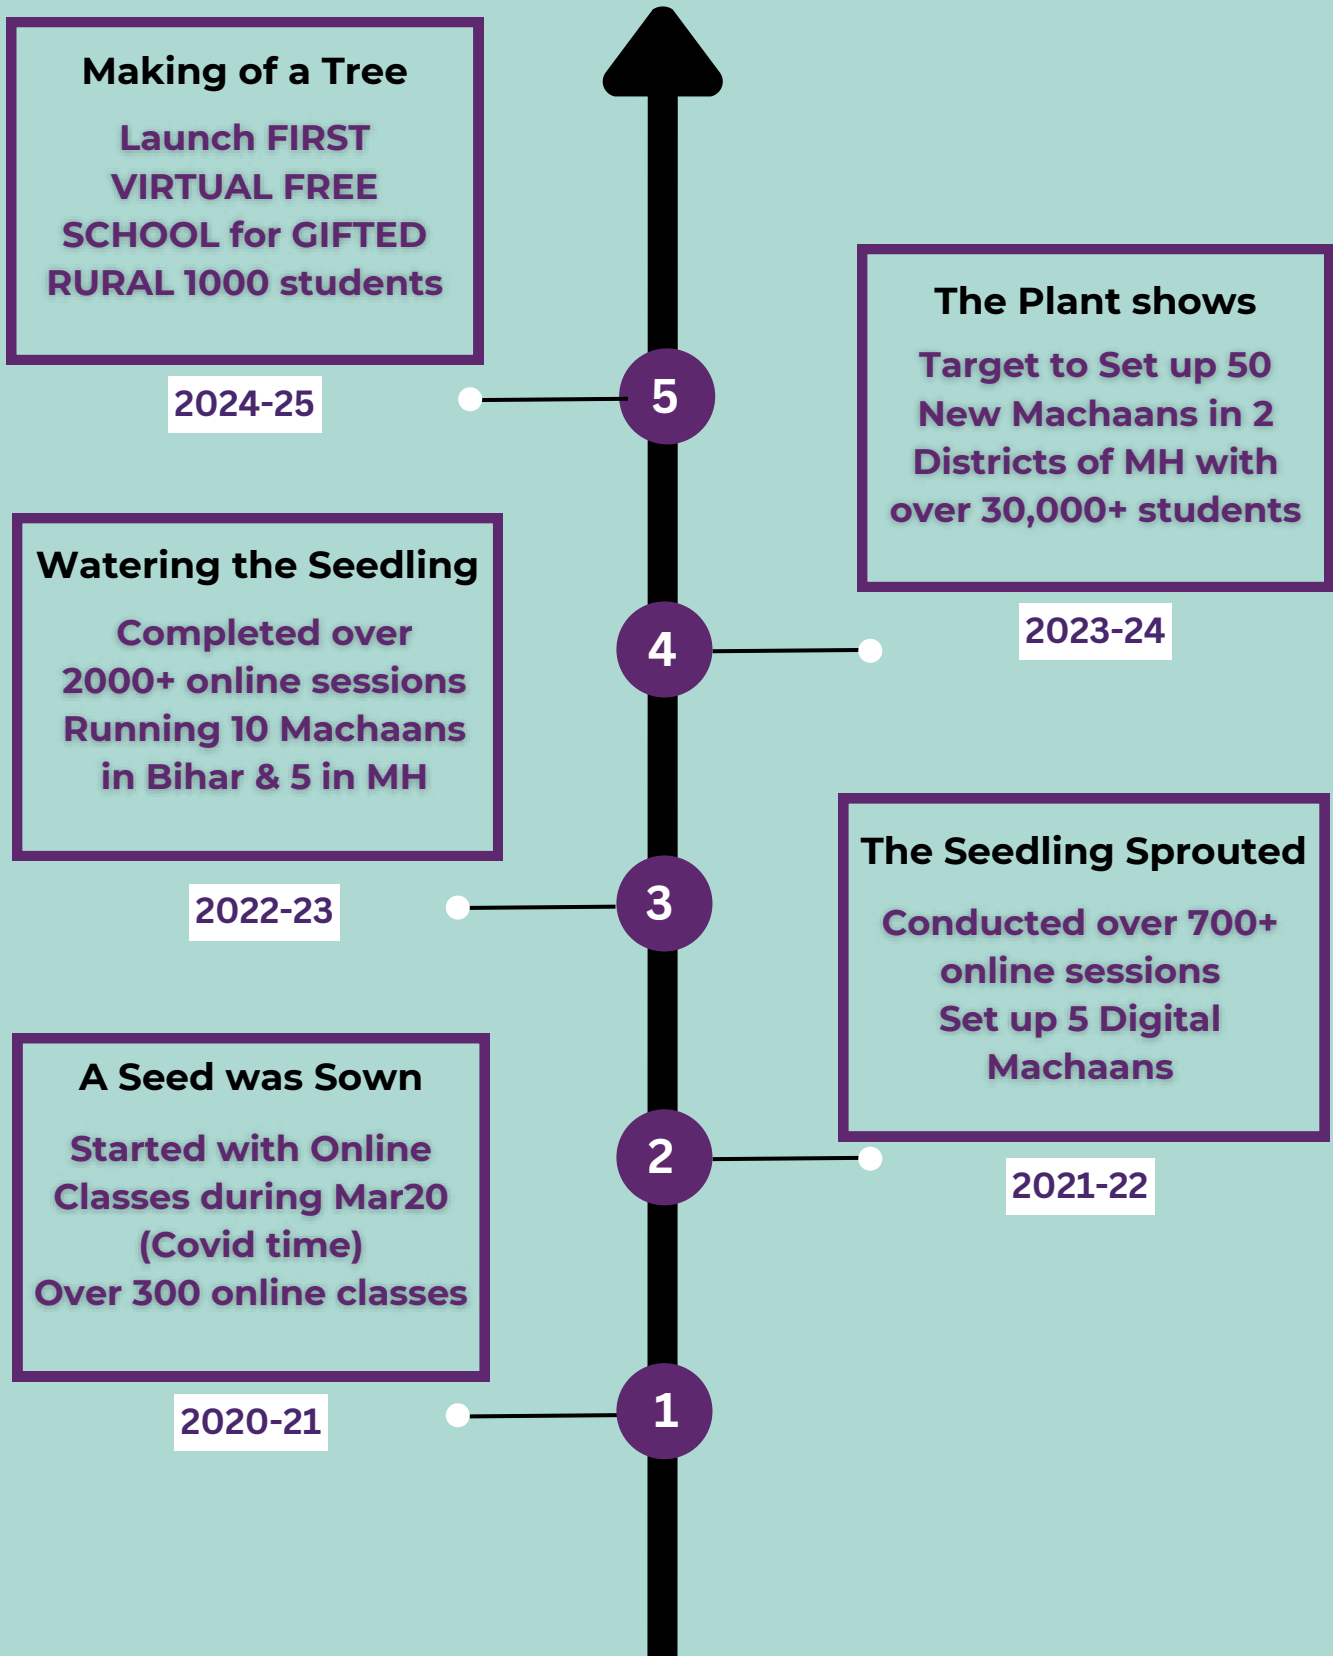 Making of a Tree
Launch FIRST
VIRTUAL FREE
SCHOOL for GIFTED
RURAL 1000 students
2024-25
5
The Plant shows
Target to Set up 50
New Machaans in 2
Districts of MH with
over 30,000+ students
2023-24
4
Watering the Seedling
Completed over
2000+ online sessions
Running 10 Machaans
in Bihar & 5 in MH
2022-23
3
The Seedling Sprouted
Conducted over 700+
online sessions
Set up 5 Digital
Machaans
2021-22
2
A Seed was Sown
Started with Online
Classes during Mar20
(Covid time)
Over 300 online classes
2020-21
1